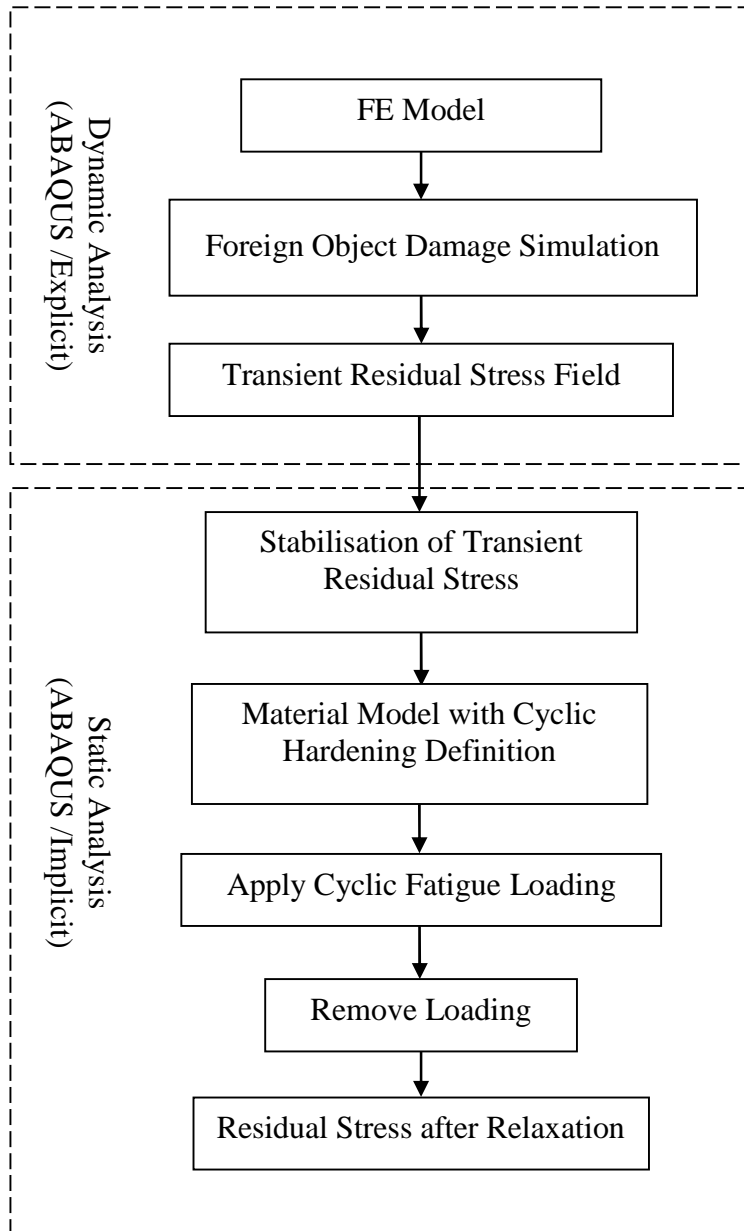 Dynamic Analysis
(ABAQUS /Explicit)
FE Model
Foreign Object Damage Simulation
Transient Residual Stress Field
Static Analysis
(ABAQUS /Implicit)
Stabilisation of Transient
Residual Stress
Material Model with Cyclic
Hardening Definition
Apply Cyclic Fatigue Loading
Remove Loading
Residual Stress after Relaxation